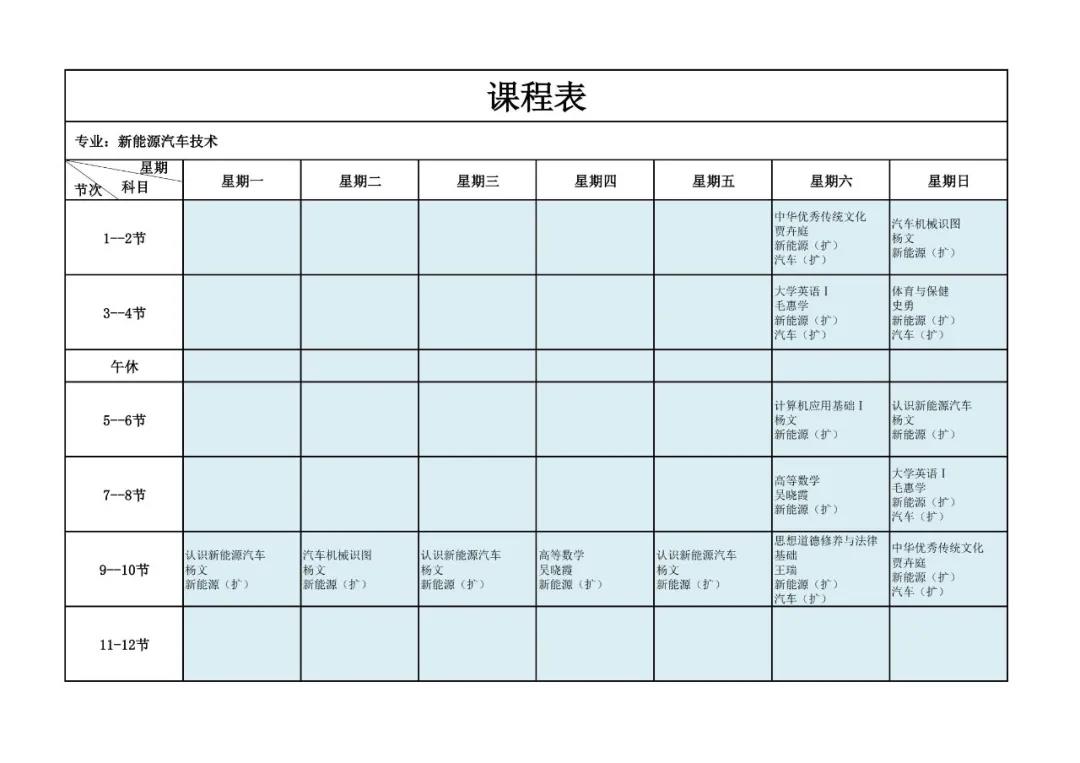 课程表
专业：新能源汽车技术
星期
科目
节次
星期一
星期二
星期三
星期四
星期五
星期六
星期日
1--2节
中华优秀传统文化
贾卉庭
新能源（扩）
汽车（扩）
汽车机械识图
杨文
新能源（扩）
3--4节
大学英语Ⅰ
毛惠学
新能源（扩）
汽车（扩）
体育与保健
史勇
新能源（扩）
汽车（扩）
午休
5--6节
计算机应用基础Ⅰ
杨文
新能源（扩）
认识新能源汽车
杨文
新能源（扩）
7--8节
高等数学
吴晓霞
新能源（扩）
大学英语Ⅰ
毛惠学
新能源（扩）
汽车（扩）
9--10节
认识新能源汽车
杨文
新能源（扩）
汽车机械识图
杨文
新能源（扩）
认识新能源汽车
杨文
新能源（扩）
高等数学
吴晓霞
新能源（扩）
认识新能源汽车
杨文
新能源（扩）
思想道德修养与法律
基础
王瑞
新能源（扩）
汽车（扩）
中华优秀传统文化
贾卉庭
新能源（扩）
汽车（扩）
11-12节